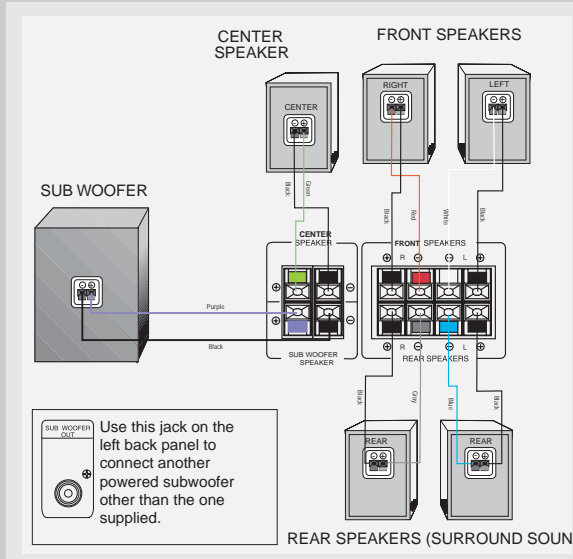 CENTER
SPEAKER
FRONT SPEAKERS
CENTER
RIGHT
LEFT
SUB WOOFER
Black
Green
Black
Red
White
Black
CENTER
SPEAKER
FRONT SPEAKERS
R
L
Purple
Black
SUB WOOFER
SPEAKER
R
L
REAR SPEAKERS
Black
Gray
Blue
Black
REAR
REAR
SUB WOOFER
OUT
Use this jack on the
left back panel to
connect another
powered subwoofer
other than the one
supplied.
REAR SPEAKERS (SURROUND SOUN